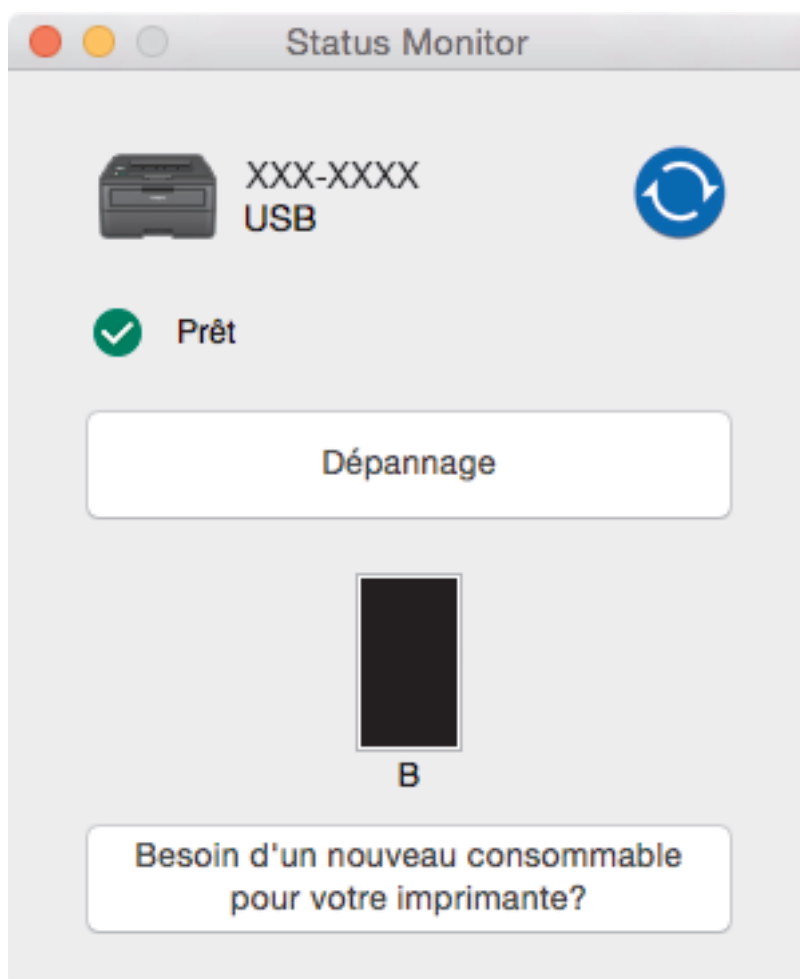 Status Monitor
XXX-XXXX
USB
Prêt
Dépannage
B
Besoin d'un nouveau consommable
pour votre imprimante?